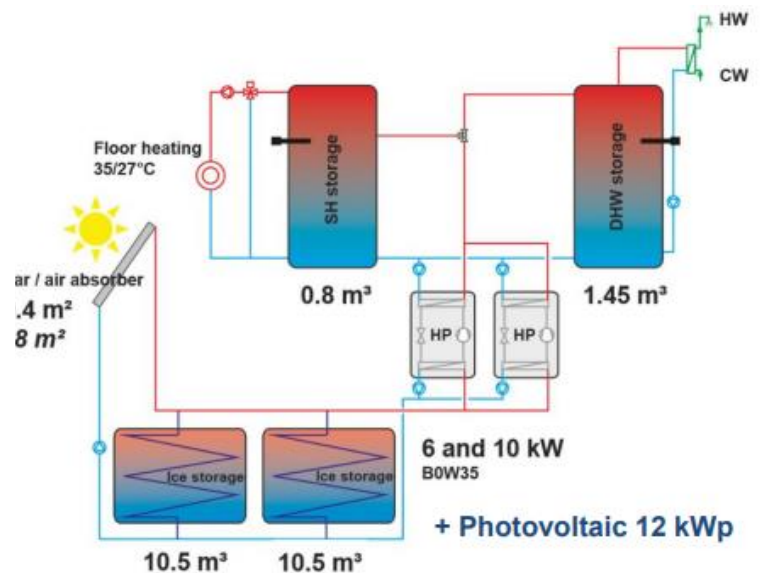 HW
CW
Floor heating
35/27°C
SH storage
DHW storage
ar / air absorber
.4 m²
8 m²
0.8 m³
1.45 m³
HP
HP
Ice storage
Ice storage
6 and 10 kW
B0W35
+ Photovoltaic 12 kWp
10.5 m³
10.5 m³